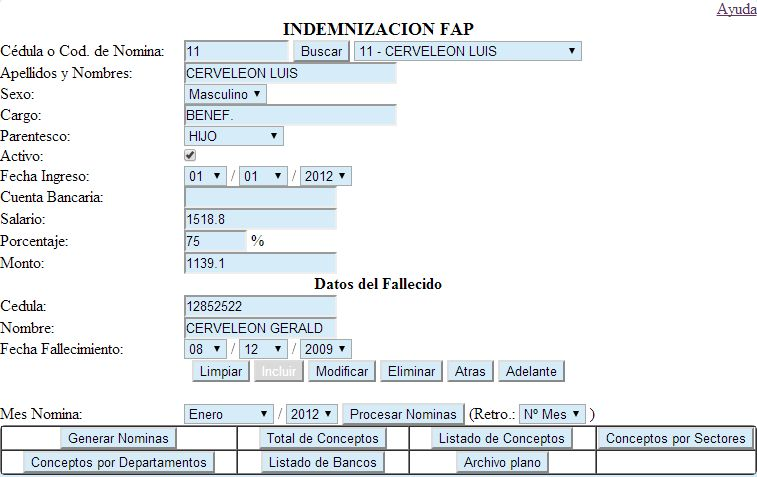 Ayuda
INDEMNIZACION FAP
Cédula o Cod. de Nomina: 11 Buscar 11 - CERVELEON LUIS
Apellidos y Nombres: CERVELEON LUIS
Sexo: Masculino
Cargo: BENEF.
Parentesco: HIJO
Activo:
Fecha Ingreso: 01 / 01 / 2012
Cuenta Bancaria:
Salario: 1518.8
Porcentaje: 75 %
Monto: 1139.1
Datos del Fallecido
Cedula: 12852522
Nombre: CERVELEON GERALD
Fecha Fallecimiento: 08 / 12 / 2009
Limpiar Incluir Modificar Eliminar Atras Adelante
Mes Nomina: Enero / 2012 Procesar Nominas (Retro.: Nº Mes )
Generar Nominas Total de Conceptos Listado de Conceptos Conceptos por Sectores
Conceptos por Departamentos Listado de Bancos Archivo plano